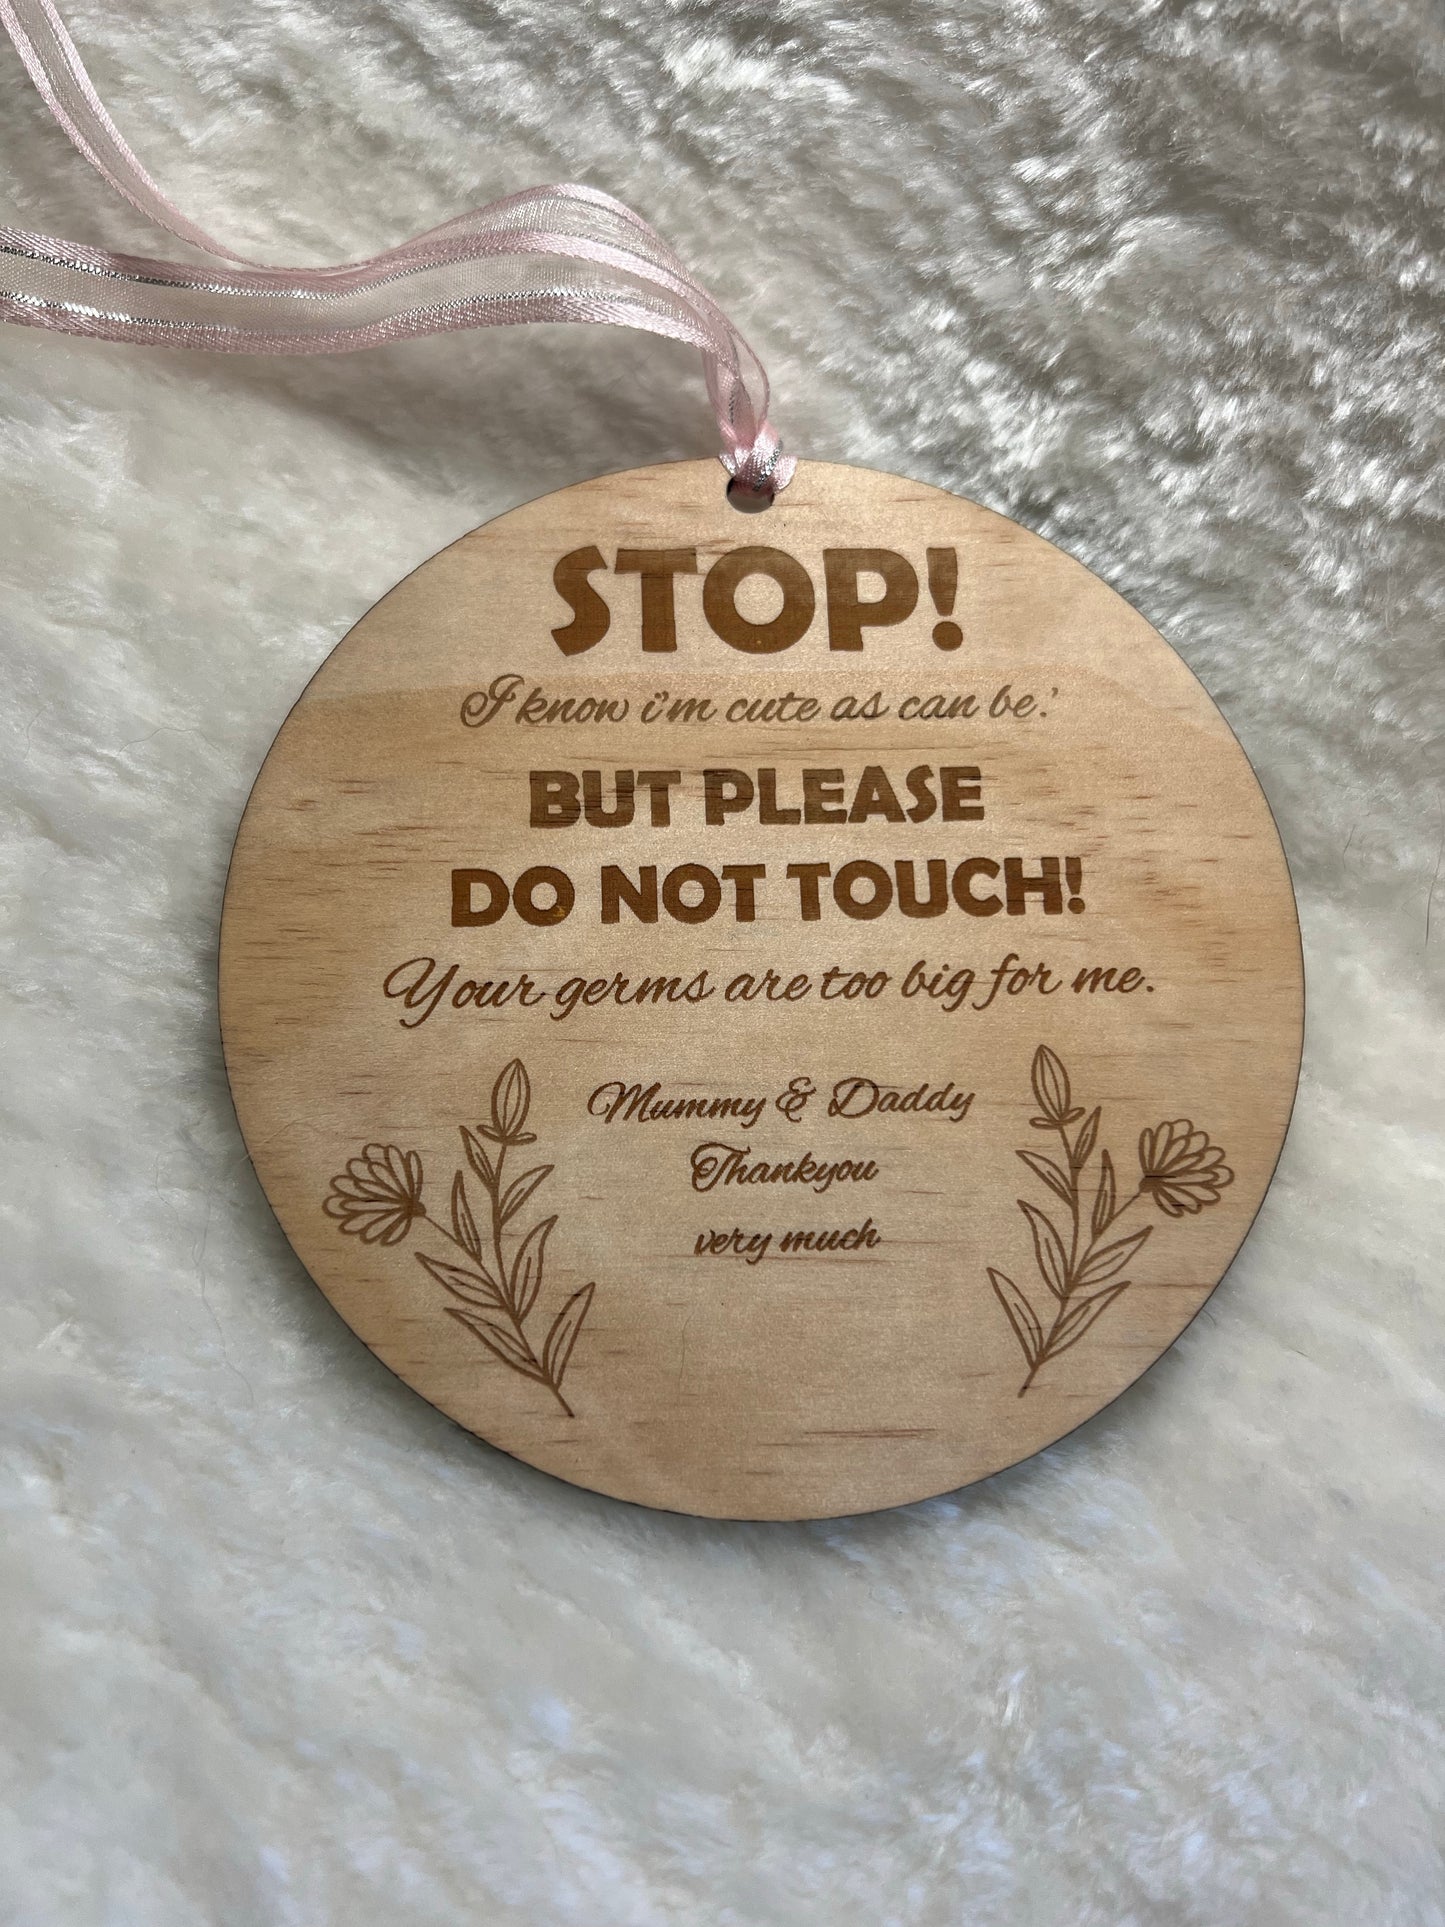 STOP!
I know i'm cute as can be.'
BUT PLEASE
DO NOT TOUCH!
Your germs are too big for me.
Mummy & Daddy
Thankyou
very much